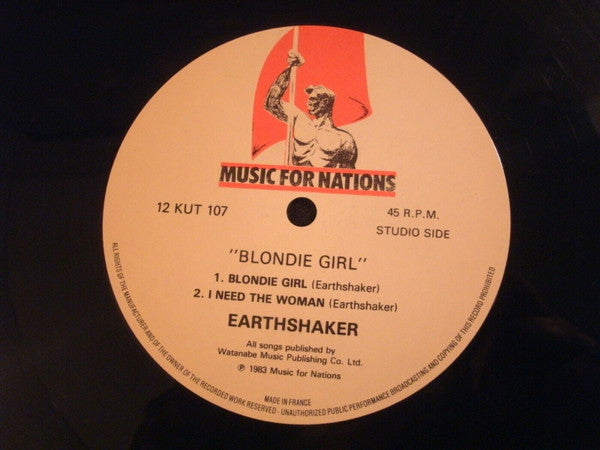 MUSIC FOR NATIONS
12 KUT 107
45 R.P.M.
STUDIO SIDE
"BLONDIE GIRL"
1. BLONDIE GIRL (Earthshaker)
2. I NEED THE WOMAN (Earthshaker)
EARTHSHAKER
All songs published by
Watanabe Music Publishing Co. Ltd.
℗ 1983 Music for Nations
MADE IN FRANCE
ALL RIGHTS OF THE MANUFACTURER AND OF THE OWNER OF THE RECORDED WORK RESERVED - UNAUTHORIZED PUBLIC PERFORMANCE BROADCASTING AND COPYING OF THIS RECORD PROHIBITED